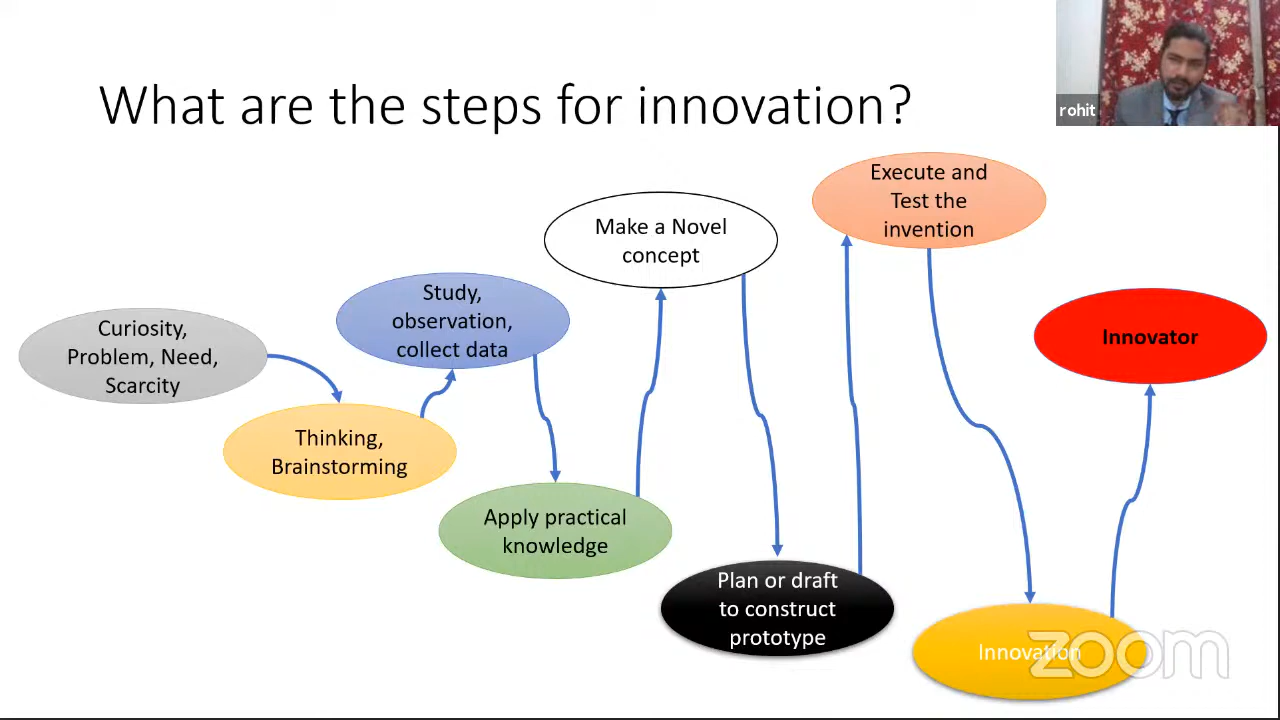 rohit
What are the steps for innovation?
Curiosity,
Problem, Need,
Scarcity
Thinking,
Brainstorming
Study,
observation,
collect data
Apply practical
knowledge
Make a Novel
concept
Plan or draft
to construct
prototype
Execute and
Test the
invention
Innovation
zoom
Innovator